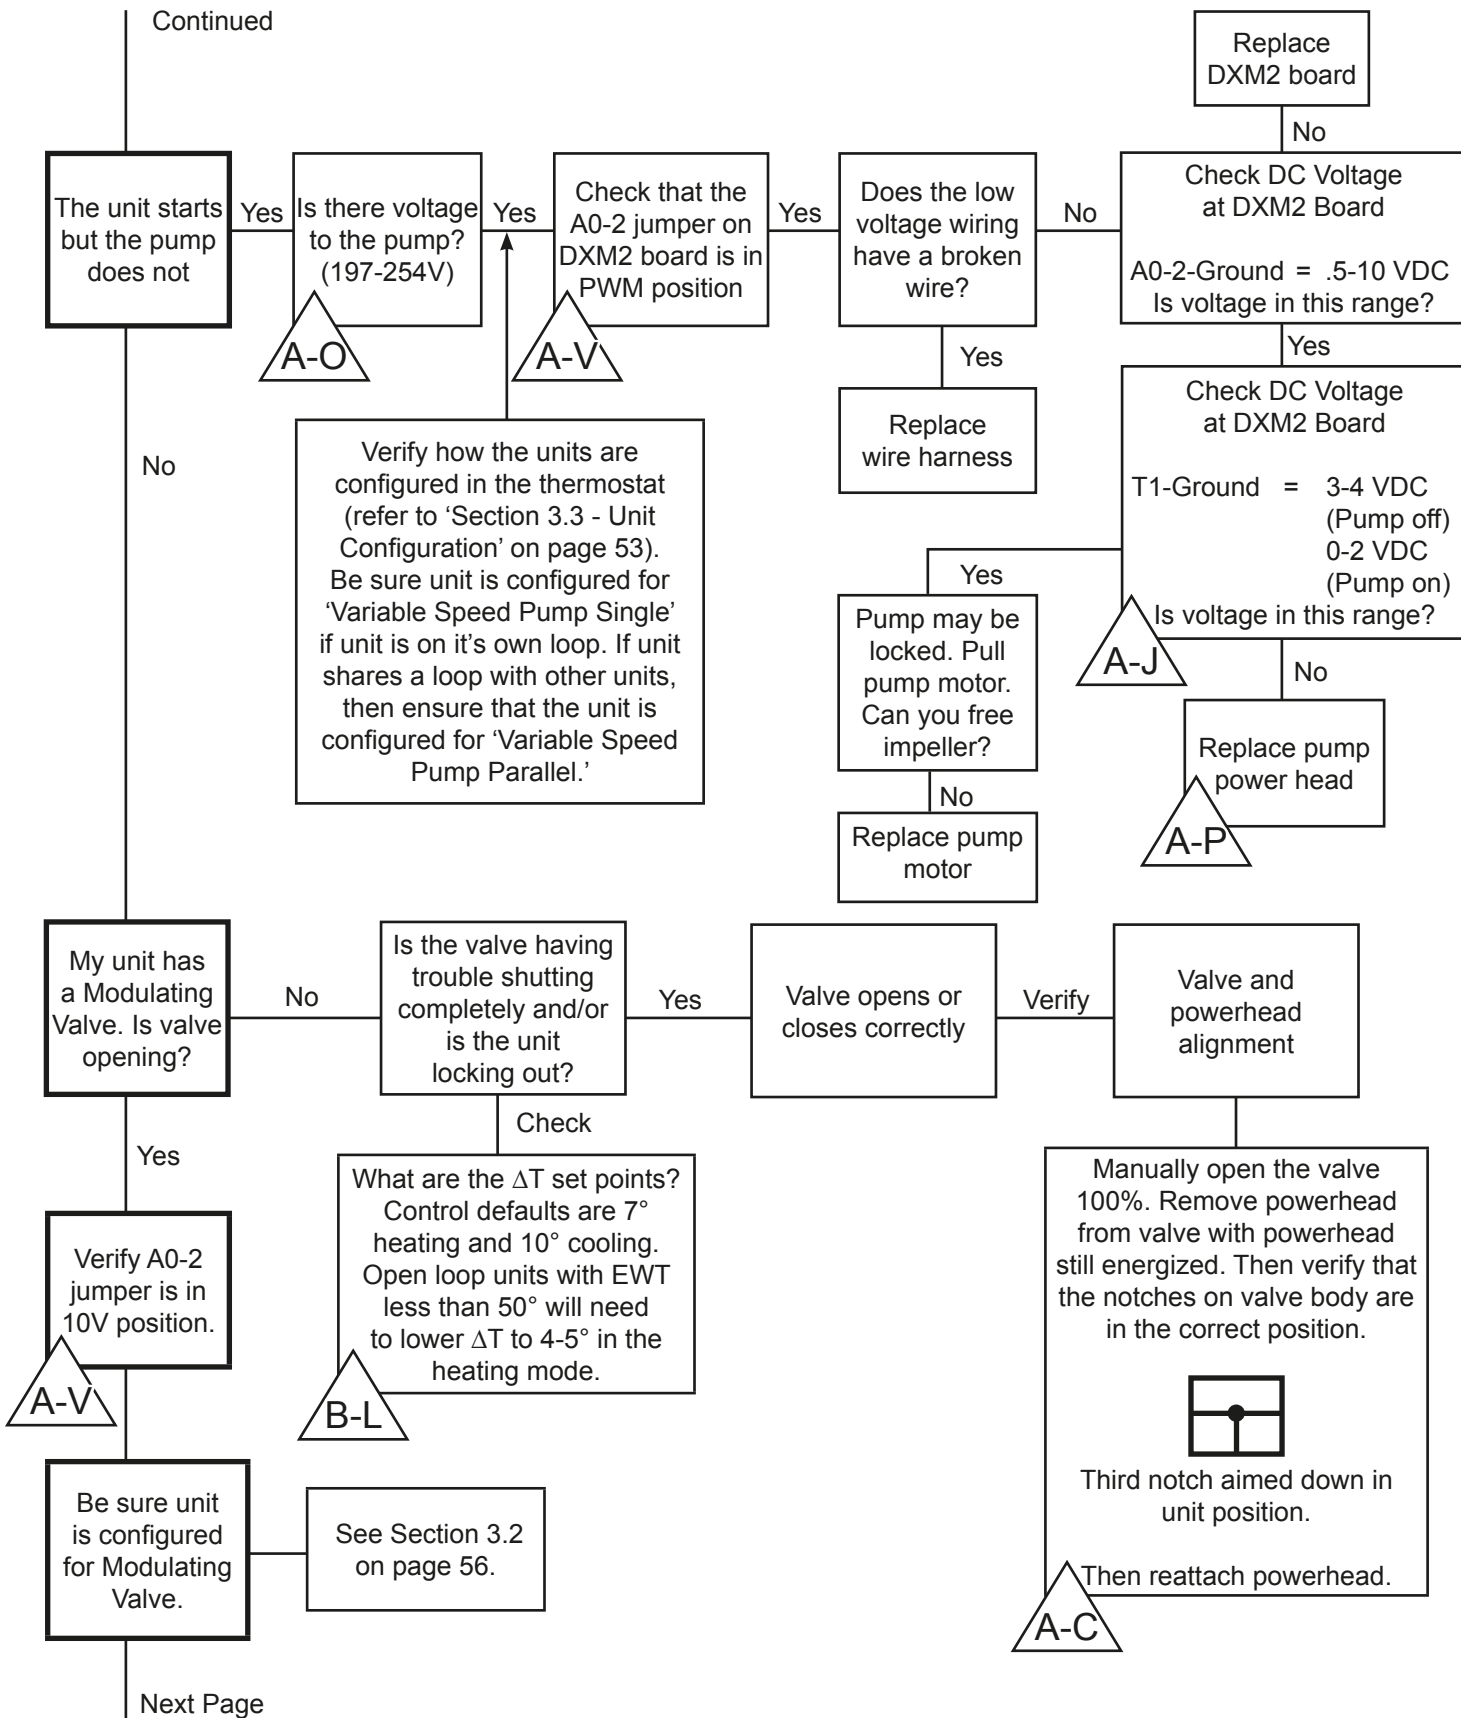 Continued
Replace
DXM2 board
No
The unit starts
but the pump
does not
Yes
Is there voltage
to the pump?
(197-254V)
A-O
Yes
Check that the
A0-2 jumper on
DXM2 board is in
PWM position
A-V
Yes
Does the low
voltage wiring
have a broken
wire?
No
Check DC Voltage
at DXM2 Board
A0-2-Ground = .5-10 VDC
Is voltage in this range?
Yes
Replace
wire harness
Yes
Check DC Voltage
at DXM2 Board
T1-Ground = 3-4 VDC
(Pump off)
0-2 VDC
(Pump on)
Is voltage in this range?
A-J
No
Verify how the units are
configured in the thermostat
(refer to ‘Section 3.3 - Unit
Configuration’ on page 53).
Be sure unit is configured for
‘Variable Speed Pump Single’
if unit is on it's own loop. If unit
shares a loop with other units,
then ensure that the unit is
configured for ‘Variable Speed
Pump Parallel.’
Yes
Pump may be
locked. Pull
pump motor.
Can you free
impeller?
No
Replace pump
motor
No
Replace pump
power head
A-P
My unit has
a Modulating
Valve. Is valve
opening?
No
Is the valve having
trouble shutting
completely and/or
is the unit
locking out?
Yes
Valve opens or
closes correctly
Verify
Valve and
powerhead
alignment
Yes
Check
What are the ΔT set points?
Control defaults are 7°
heating and 10° cooling.
Open loop units with EWT
less than 50° will need
to lower ΔT to 4-5° in the
heating mode.
B-L
Manually open the valve
100%. Remove powerhead
from valve with powerhead
still energized. Then verify that
the notches on valve body are
in the correct position.
Third notch aimed down in
unit position.
Then reattach powerhead.
A-C
Verify A0-2
jumper is in
10V position.
A-V
Be sure unit
is configured
for Modulating
Valve.
See Section 3.2
on page 56.
Next Page